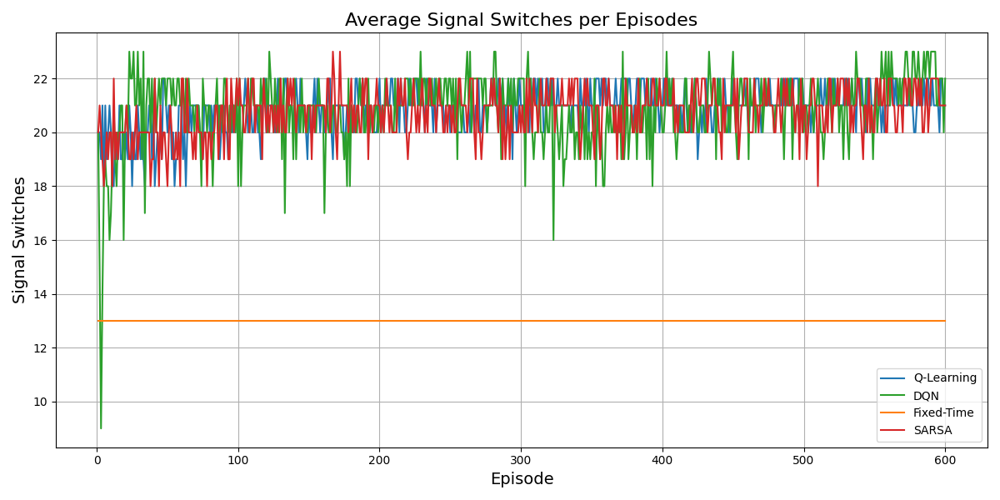 Average Signal Switches per Episodes
Signal Switches
22
20
18
16
14
12
10
0
100
200
300
400
500
600
Episode
Q-Learning
DQN
Fixed-Time
SARSA